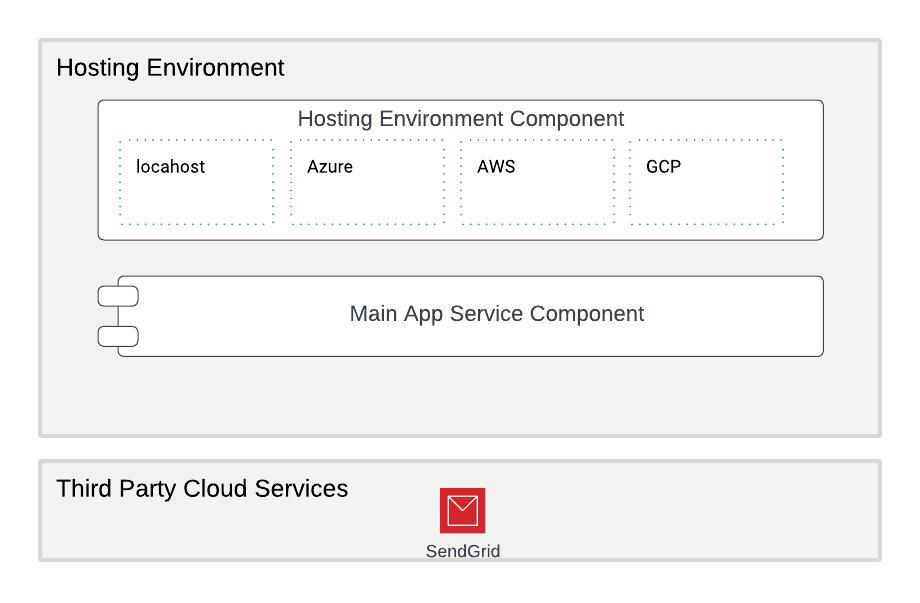 Hosting Environment
Hosting Environment Component
locahost
Azure
AWS
GCP
Main App Service Component
Third Party Cloud Services
SendGrid